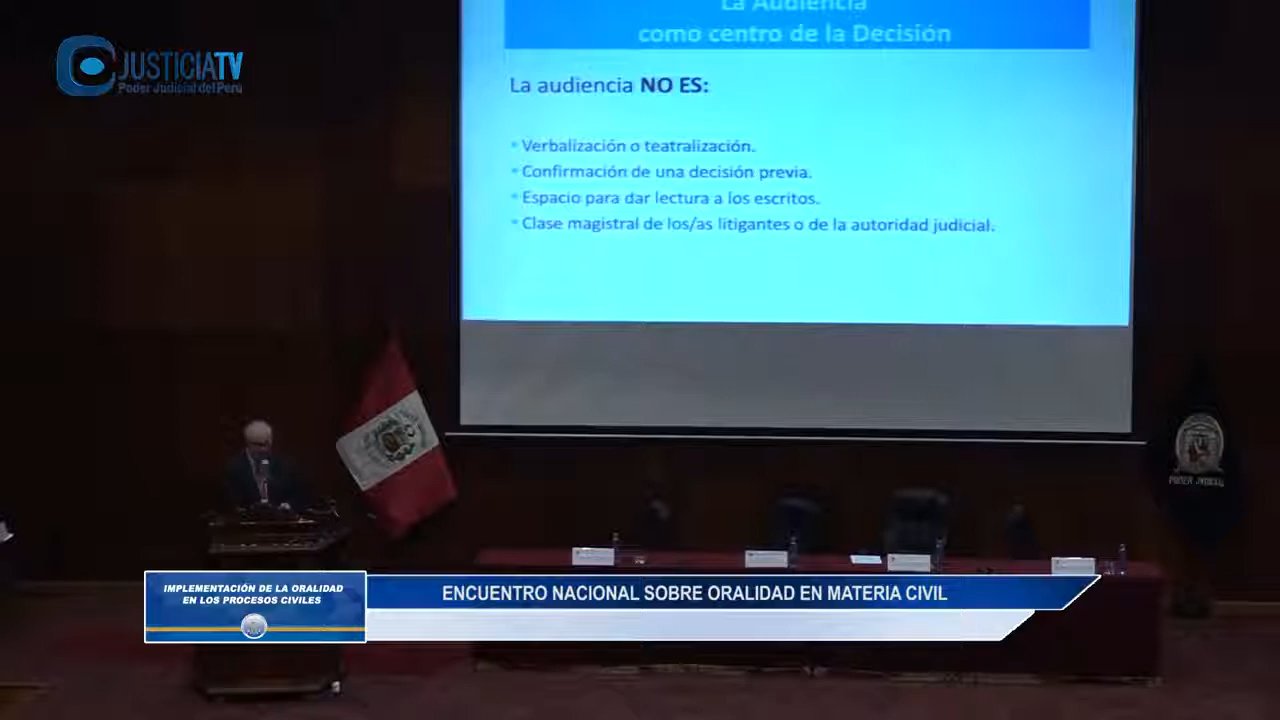 La Audiencia
como centro de la Decisión
JUSTICIATV
Poder Judicial del Perú
La audiencia NO ES:
Verbalización o teatralización.
Confirmación de una decisión previa.
Espacio para dar lectura a los escritos.
Clase magistral de los/as litigantes o de la autoridad judicial.
PODER JUDICIAL
IMPLEMENTACIÓN DE LA ORALIDAD
EN LOS PROCESOS CIVILES
ENCUENTRO NACIONAL SOBRE ORALIDAD EN MATERIA CIVIL